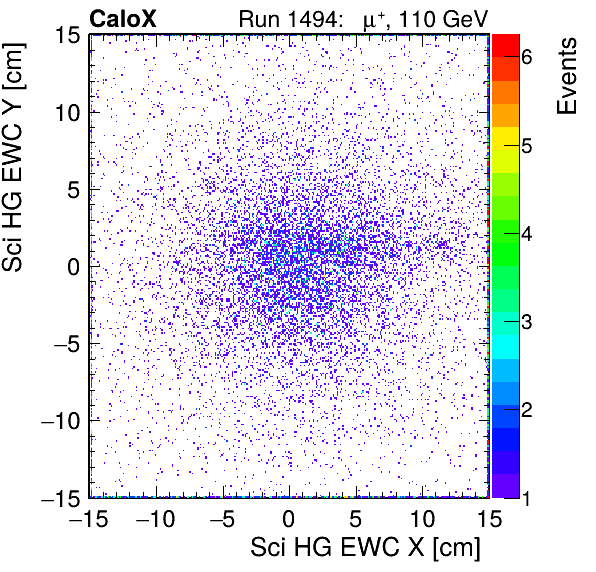 CaloX Run 1494: μ⁺, 110 GeV
Sci HG EWC Y [cm]
15
10
5
0
−5
−10
−15
−15 −10 −5 0 5 10 15
Sci HG EWC X [cm]
Events
6
5
4
3
2
1